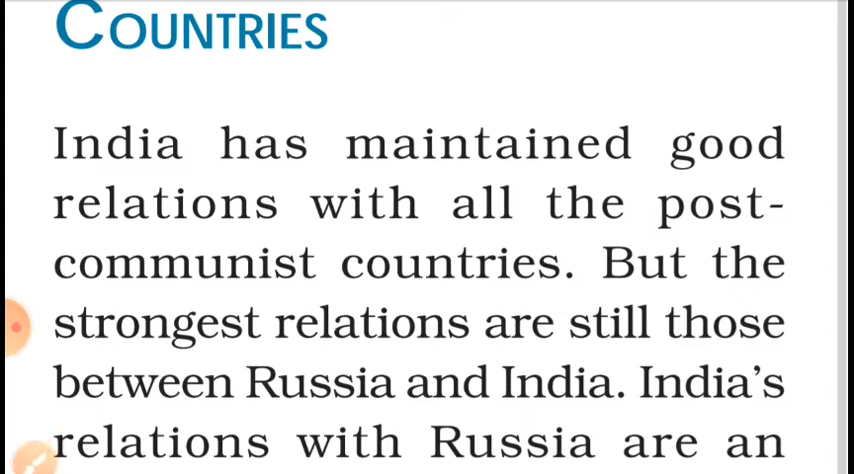 COUNTRIES
India has maintained good
relations with all the post-
communist countries. But the
strongest relations are still those
between Russia and India. India’s
relations with Russia are an